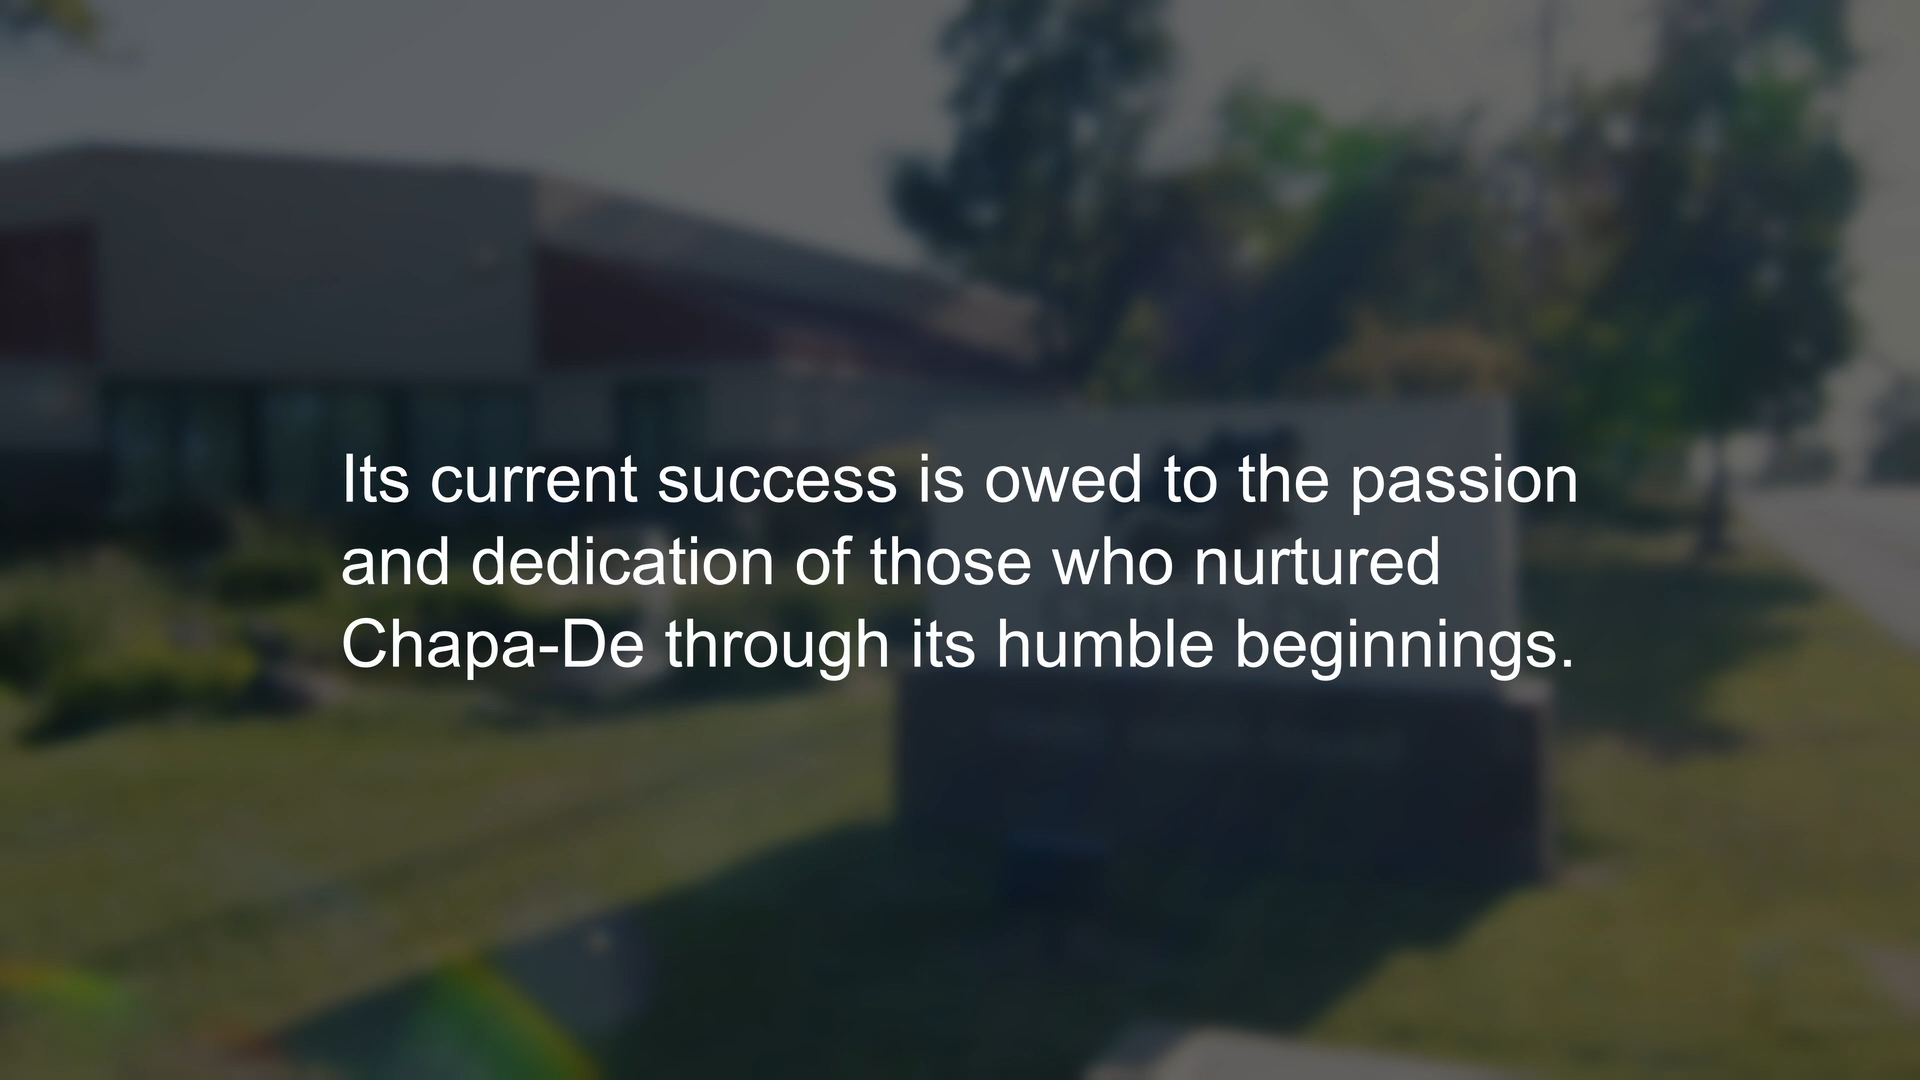 Its current success is owed to the passion
and dedication of those who nurtured
Chapa-De through its humble beginnings.